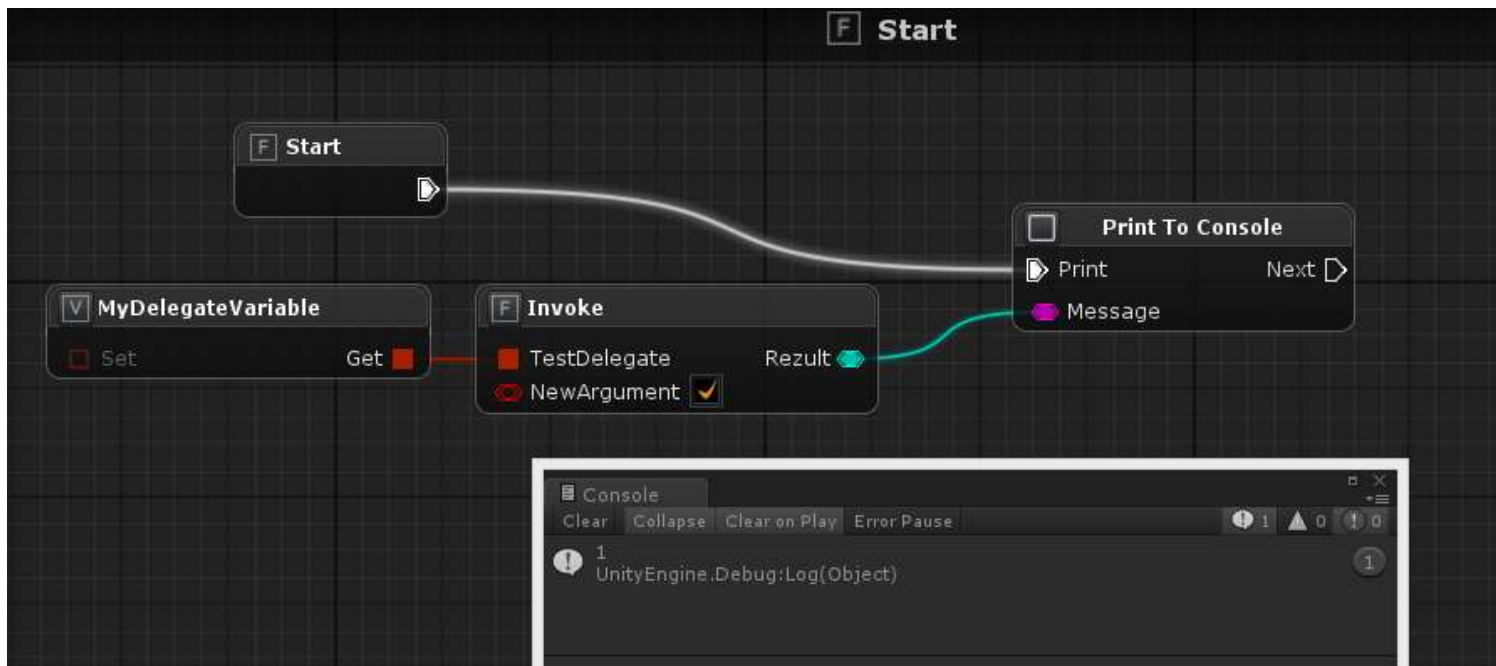 F Start
F Start
Print To Console
Print Next
Message
V MyDelegateVariable
Set Get
F Invoke
TestDelegate Rezult
NewArgument
Console
Clear Collapse Clear on Play Error Pause 1 0 0
1
UnityEngine.Debug:Log(Object) 1